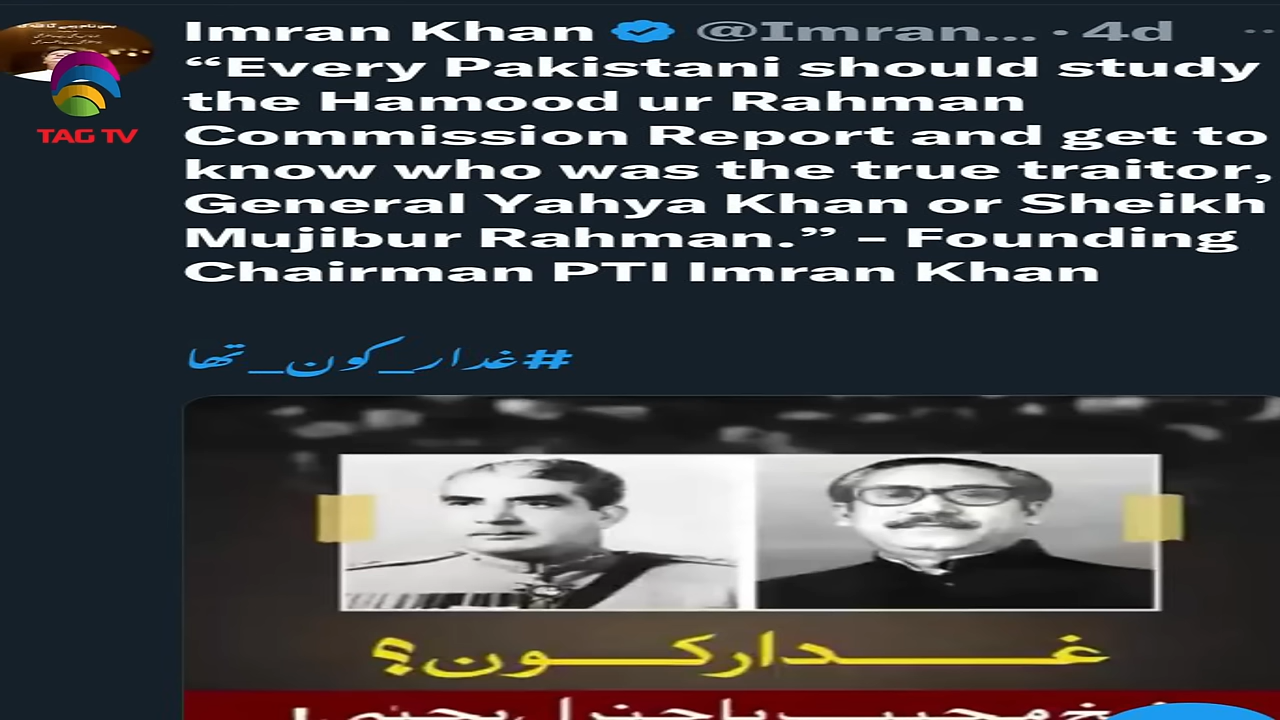 Imran Khan @Imran... · 4d
“Every Pakistani should study
the Hamood ur Rahman
Commission Report and get to
know who was the true traitor,
General Yahya Khan or Sheikh
Mujibur Rahman.” – Founding
Chairman PTI Imran Khan
#غدار_کون_تھا
غدار کون؟
TAG TV